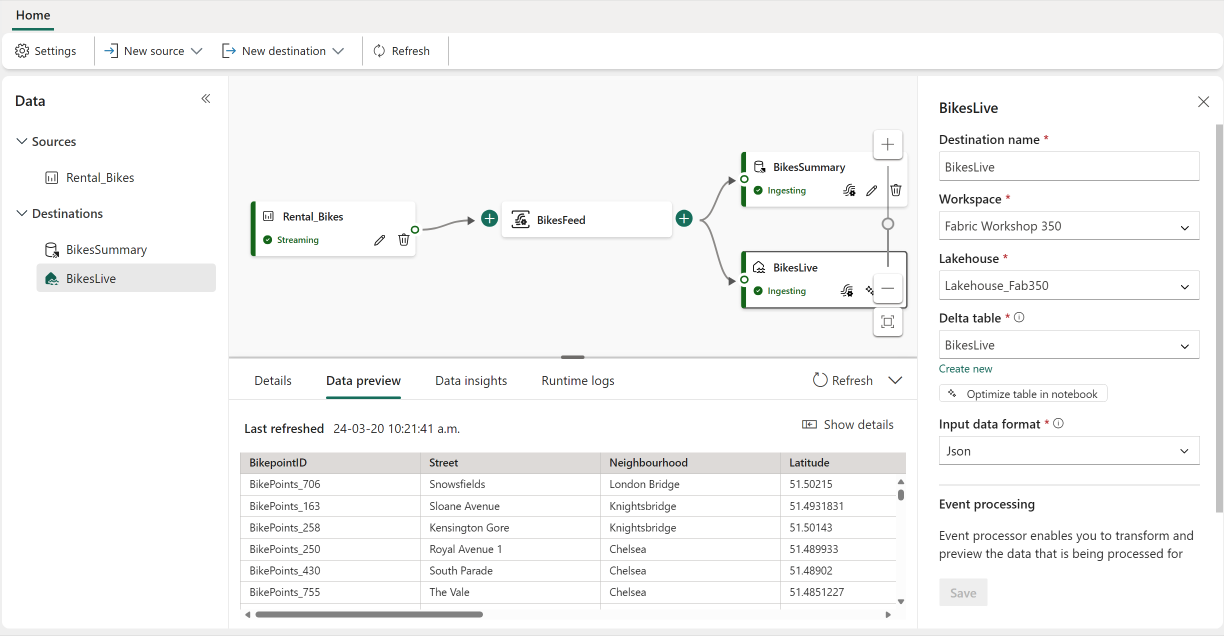 Home
Settings
New source
New destination
Refresh
Data
Sources
Rental_Bikes
Destinations
BikesSummary
BikesLive
Rental_Bikes
Streaming
BikesFeed
BikesSummary
Ingesting
BikesLive
Ingesting
Details
Data preview
Data insights
Runtime logs
Refresh
Last refreshed 24-03-20 10:21:41 a.m.
Show details
BikepointID Street Neighbourhood Latitude
BikePoints_706 Snowsfields London Bridge 51.50215
BikePoints_163 Sloane Avenue Knightsbridge 51.4931831
BikePoints_258 Kensington Gore Knightsbridge 51.50143
BikePoints_250 Royal Avenue 1 Chelsea 51.489933
BikePoints_430 South Parade Chelsea 51.48902
BikePoints_755 The Vale Chelsea 51.4851227
BikesLive
Destination name *
BikesLive
Workspace *
Fabric Workshop 350
Lakehouse *
Lakehouse_Fab350
Delta table *
BikesLive
Create new
Optimize table in notebook
Input data format *
Json
Event processing
Event processor enables you to transform and
preview the data that is being processed for
Save